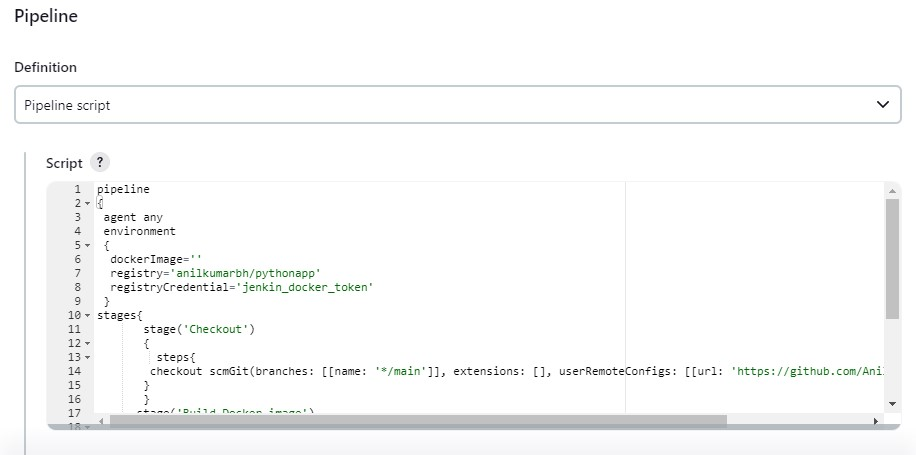 Pipeline
Definition
Pipeline script
Script ?
1 pipeline
2 {
3 agent any
4 environment
5 {
6 dockerImage=''
7 registry='anilkumarbh/pythonapp'
8 registryCredential='jenkin_docker_token'
9 }
10 stages{
11 stage('Checkout')
12 {
13 steps{
14 checkout scmGit(branches: [[name: '*/main']], extensions: [], userRemoteConfigs: [[url: 'https://github.com/Ani
15 }
16 }
17 stage('Build Docker image')
18